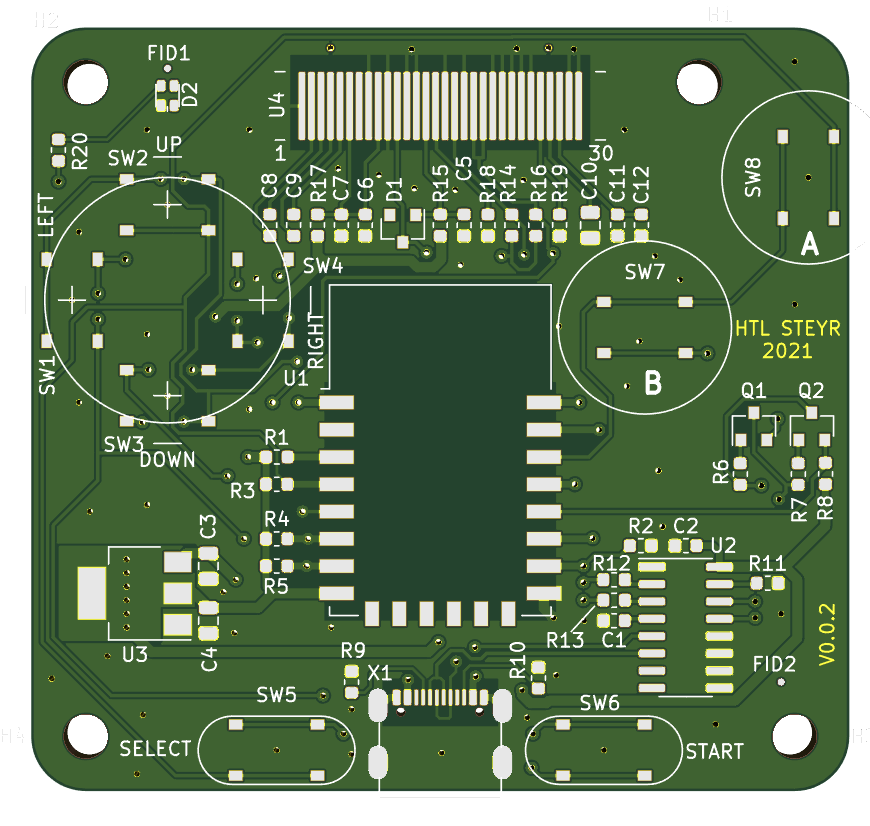 H2
H1
FID1
D2
U4
R20
UP
SW2
1
30
SW8
A
LEFT
C8
C9
R17
C7
C6
D1
R15
C5
R18
R14
R16
R19
C10
C11
C12
SW4
SW7
RIGHT
HTL STEYR
2021
SW1
U1
B
Q1
Q2
SW3
DOWN
R1
R3
R6
R7
R8
R4
C3
R2
C2
U2
R5
R12
R11
U3
C4
R13
C1
V0.0.2
R9
X1
R10
FID2
SW5
SW6
H4
H3
SELECT
START